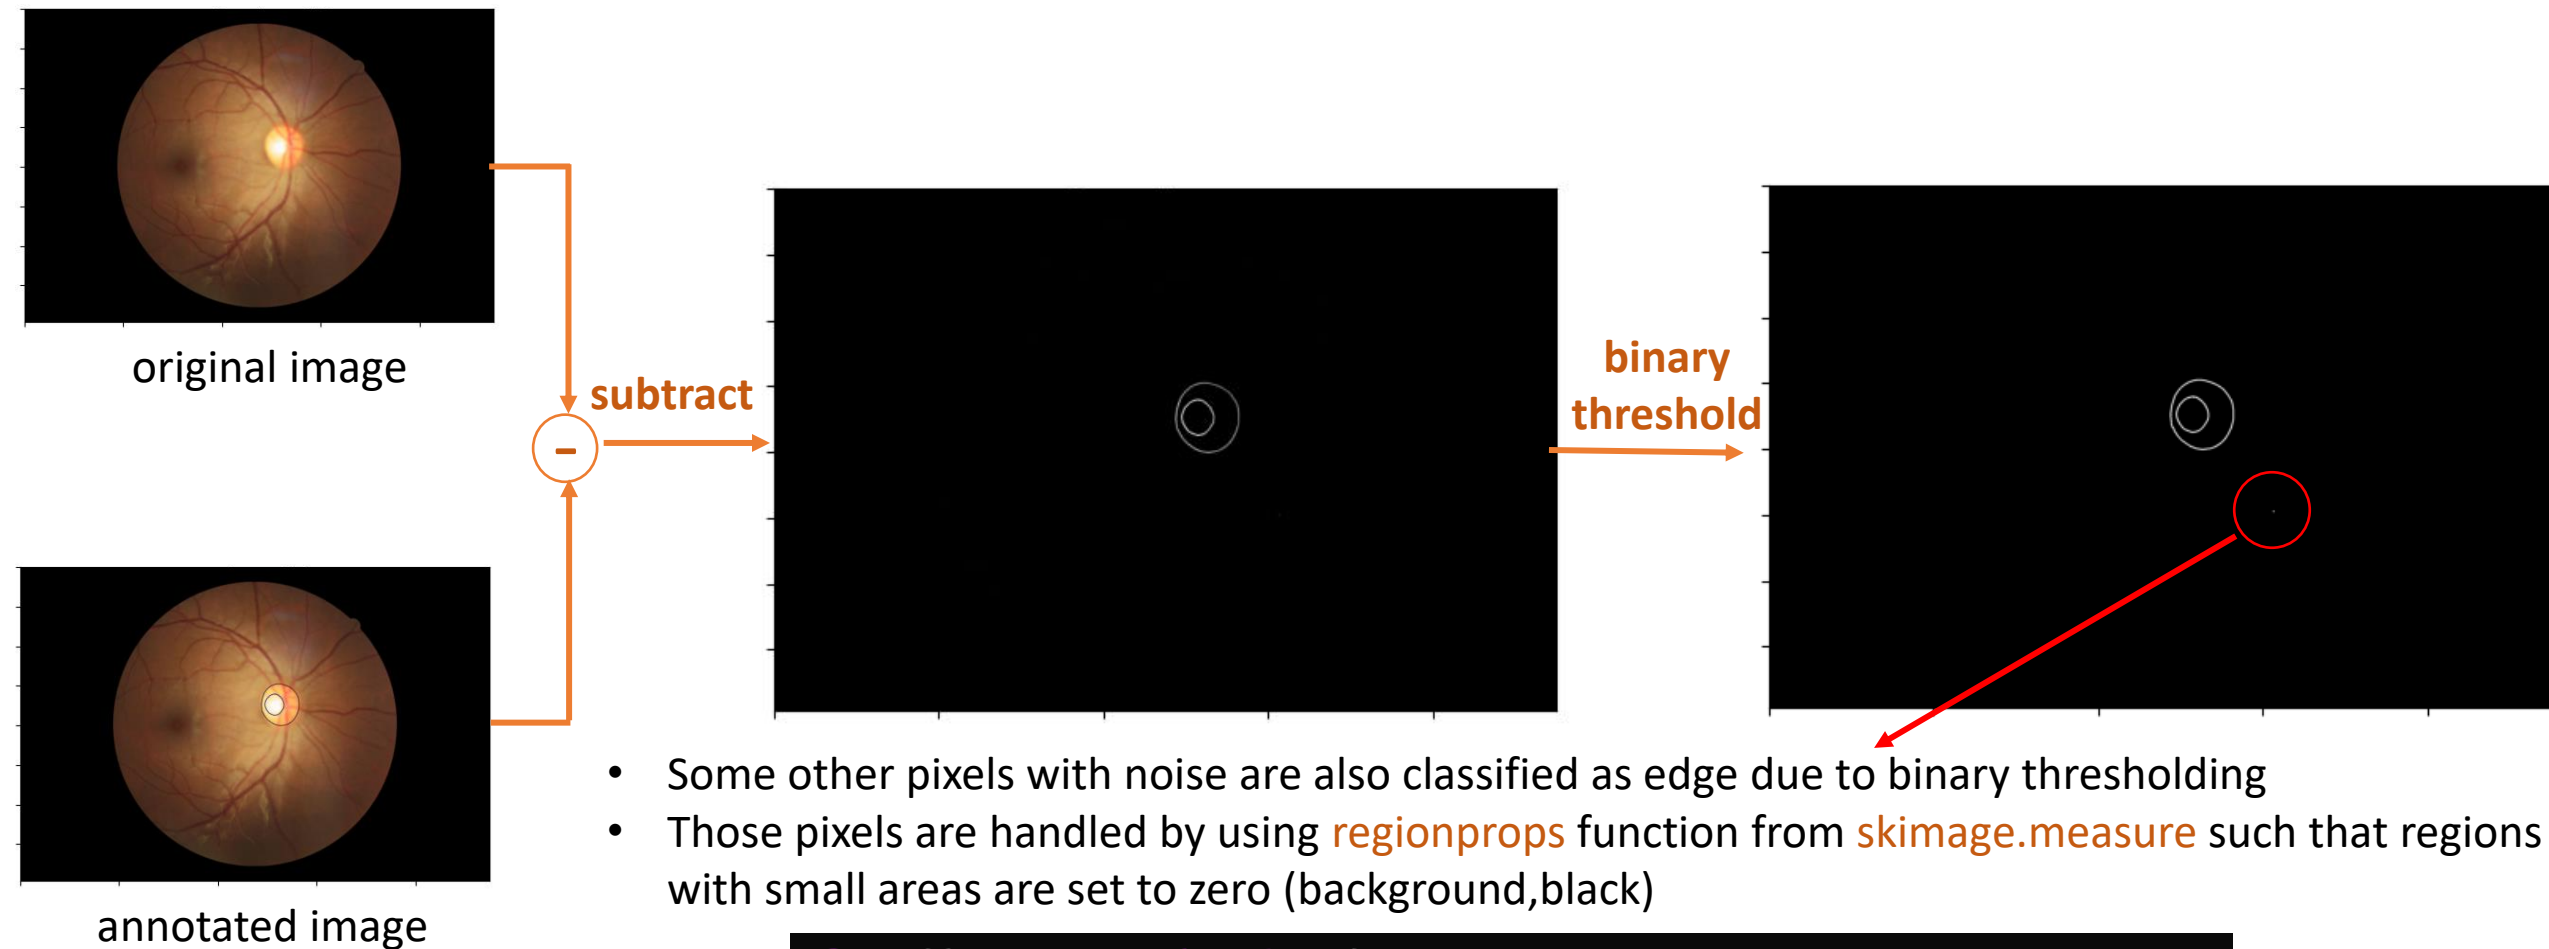 original image
subtract
-
binary
threshold
• Some other pixels with noise are also classified as edge due to binary thresholding
• Those pixels are handled by using regionprops function from skimage.measure such that regions
with small areas are set to zero (background,black)
annotated image